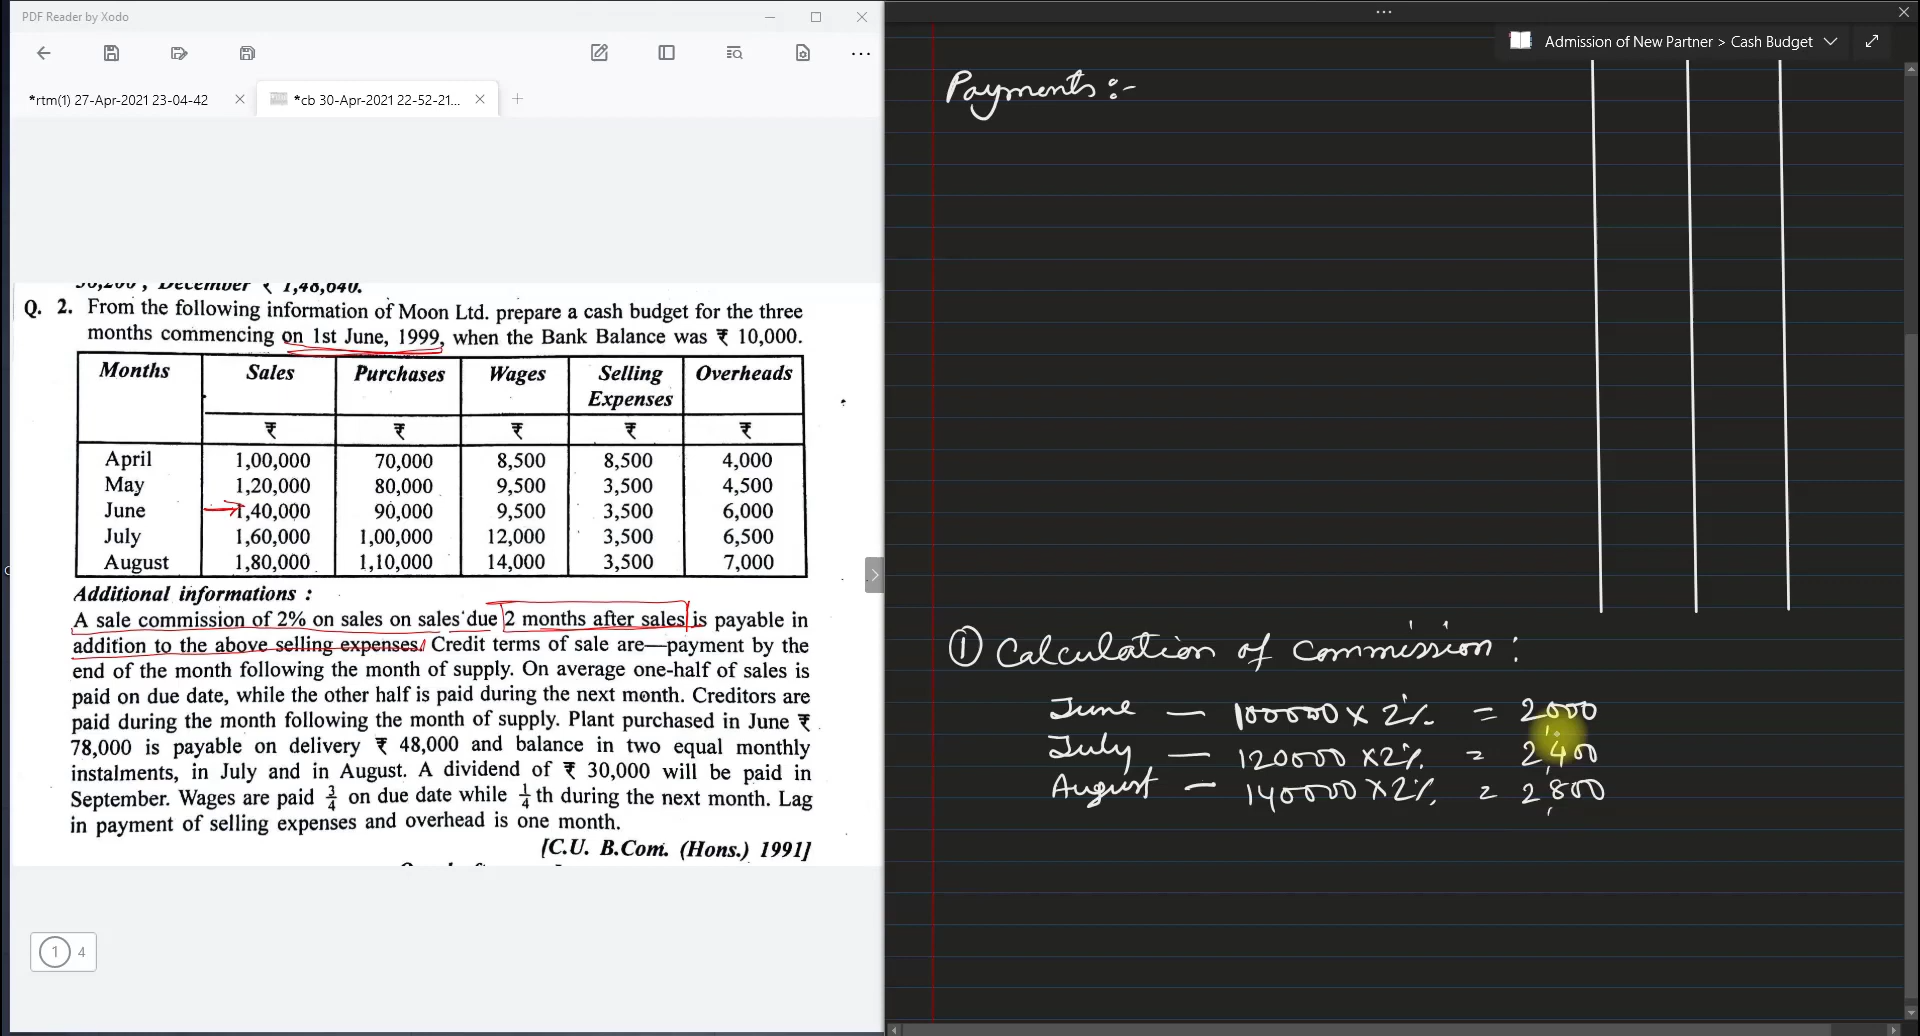 PDF Reader by Xodo
Admission of New Partner > Cash Budget
*rtm(1) 27-Apr-2021 23-04-42
*cb 30-Apr-2021 22-52-21...
30,200 ; December ₹ 1,48,640.
Q. 2. From the following information of Moon Ltd. prepare a cash budget for the three
months commencing on 1st June, 1999, when the Bank Balance was ₹ 10,000.
Months Sales Purchases Wages Selling Expenses Overheads
₹ ₹ ₹ ₹ ₹
April 1,00,000 70,000 8,500 8,500 4,000
May 1,20,000 80,000 9,500 3,500 4,500
June 1,40,000 90,000 9,500 3,500 6,000
July 1,60,000 1,00,000 12,000 3,500 6,500
August 1,80,000 1,10,000 14,000 3,500 7,000
Additional informations :
A sale commission of 2% on sales on sales due 2 months after sales is payable in
addition to the above selling expenses. Credit terms of sale are—payment by the
end of the month following the month of supply. On average one-half of sales is
paid on due date, while the other half is paid during the next month. Creditors are
paid during the month following the month of supply. Plant purchased in June ₹
78,000 is payable on delivery ₹ 48,000 and balance in two equal monthly
instalments, in July and in August. A dividend of ₹ 30,000 will be paid in
September. Wages are paid 3/4 on due date while 1/4 th during the next month. Lag
in payment of selling expenses and overhead is one month.
[C.U. B.Com. (Hons.) 1991]
1 4
Payments :-
① Calculation of commission :
June — 100000 x 2% = 2000
July — 120000 x 2% = 2,400
August — 140000 x 2% = 2,800